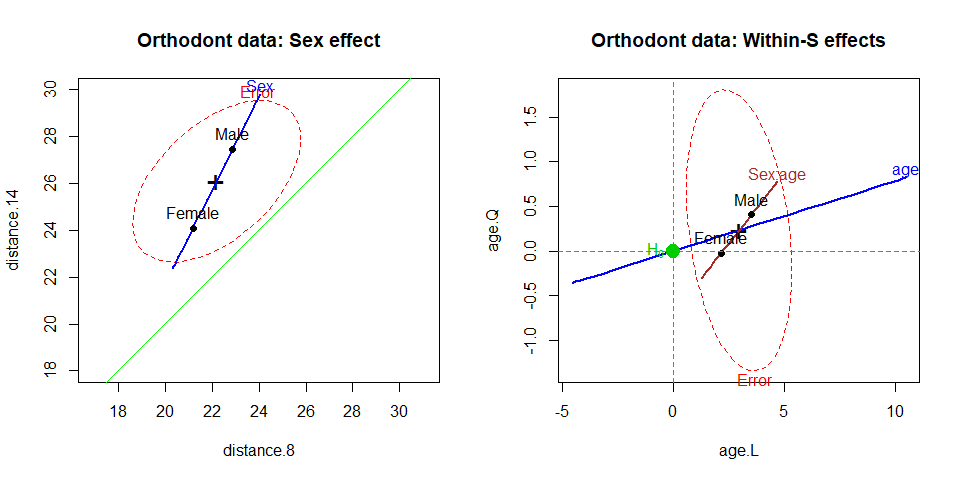 Orthodont data: Sex effect
distance.14
30
28
26
24
22
20
18
Sex
Error
Male
Female
18 20 22 24 26 28 30
distance.8
Orthodont data: Within-S effects
age.Q
1.5
1.0
0.5
0.0
-0.5
-1.0
age
Sex:age
Male
Female
H0
Error
-5 0 5 10
age.L